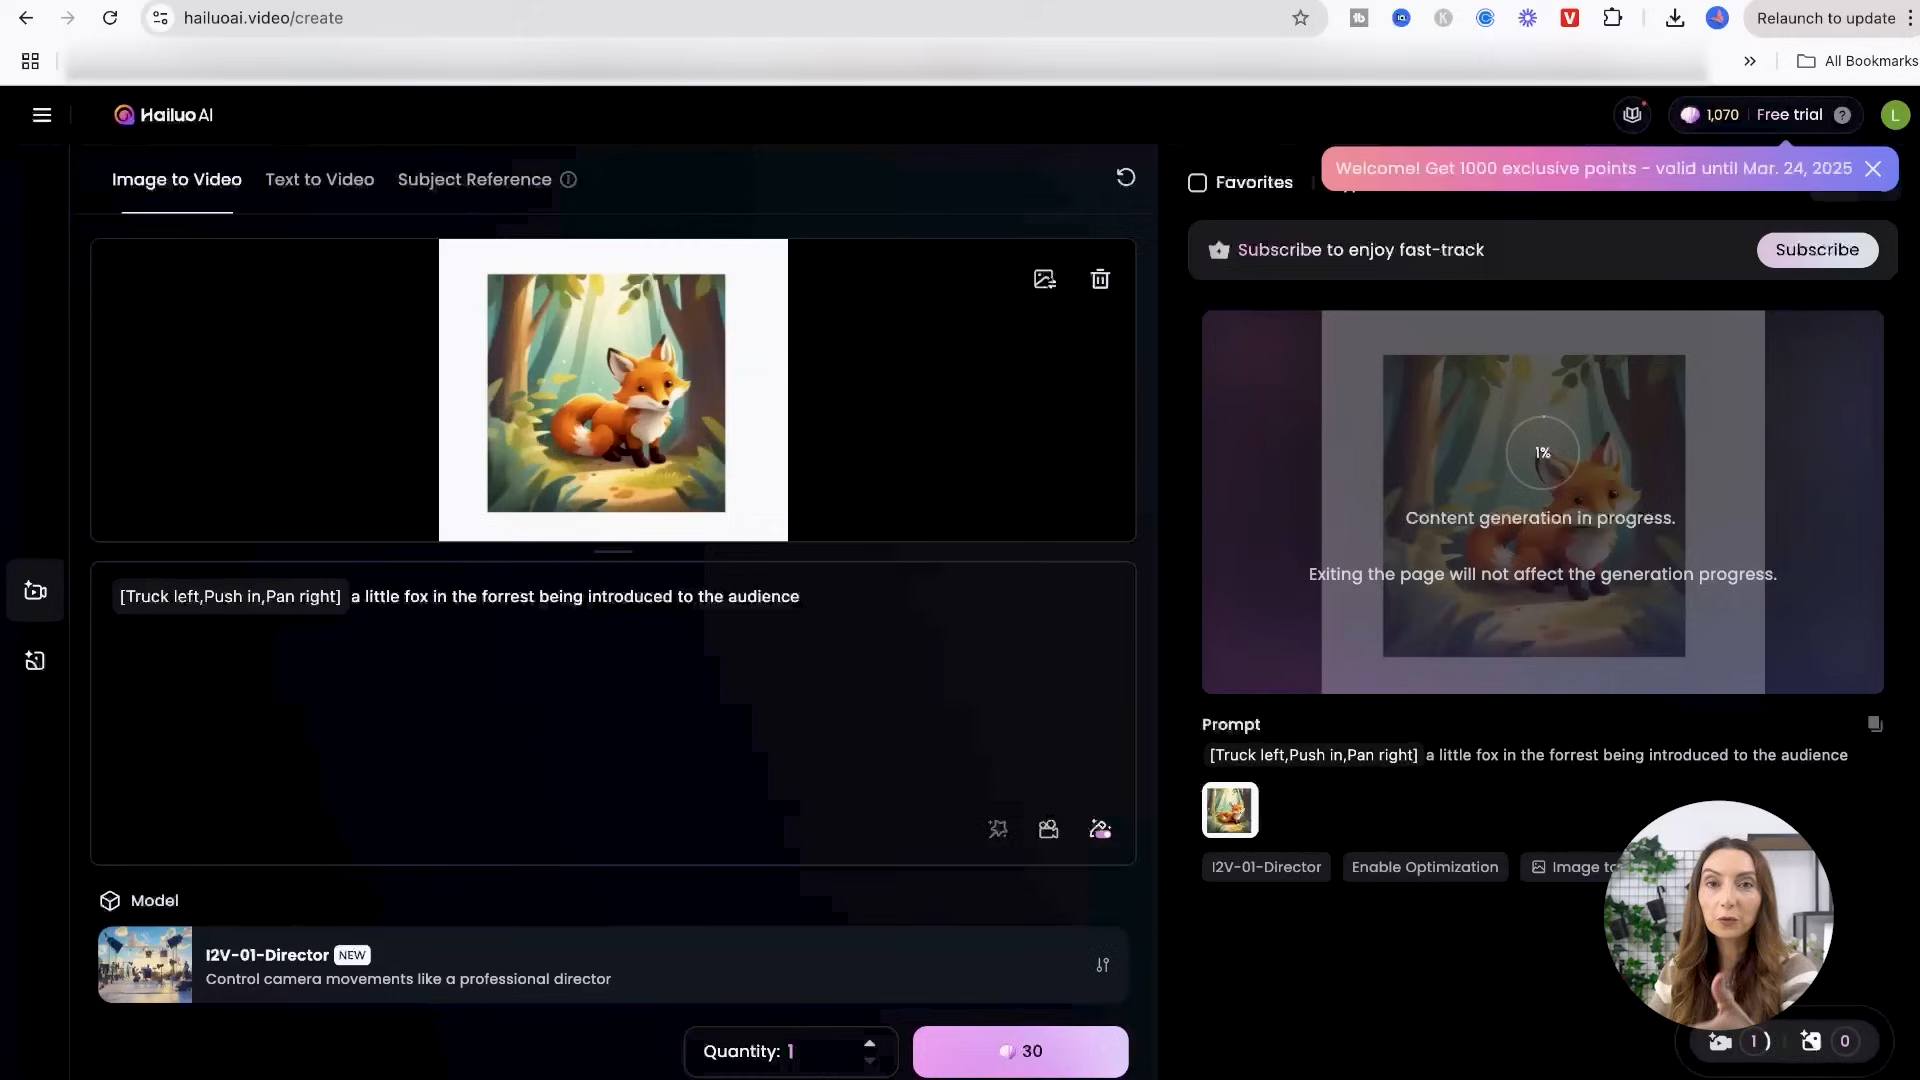 hailuoai.video/create
Relaunch to update
All Bookmarks
Hailuo AI
1,070
Free trial
?
L
Image to Video
Text to Video
Subject Reference
Welcome! Get 1000 exclusive points - valid until Mar. 24, 2025
Favorites
Subscribe to enjoy fast-track
Subscribe
1%
Content generation in progress.
Exiting the page will not affect the generation progress.
[Truck left,Push in,Pan right] a little fox in the forrest being introduced to the audience
Prompt
[Truck left,Push in,Pan right] a little fox in the forrest being introduced to the audience
I2V-01-Director
Enable Optimization
Image to
Model
I2V-01-Director NEW
Control camera movements like a professional director
Quantity: 1
30
1
0